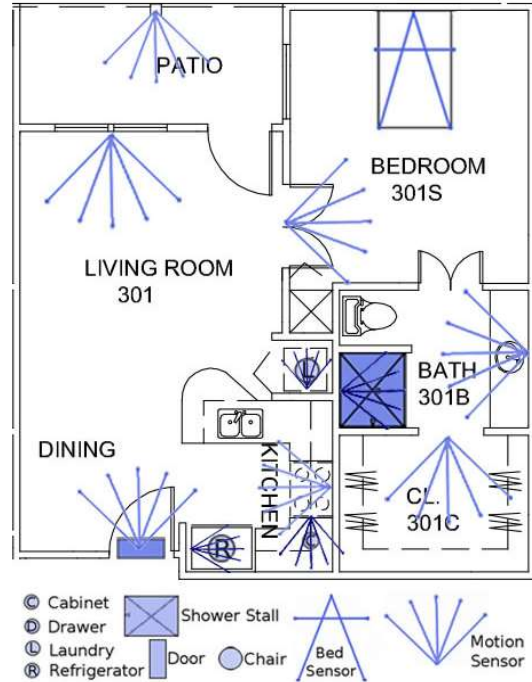 PATIO
BEDROOM
301S
LIVING ROOM
301
L
BATH
301B
DINING
KITCHEN
CL.
301C
R
C
C Cabinet
D Drawer
L Laundry
R Refrigerator
Shower Stall
Door
Chair
Bed
Sensor
Motion
Sensor